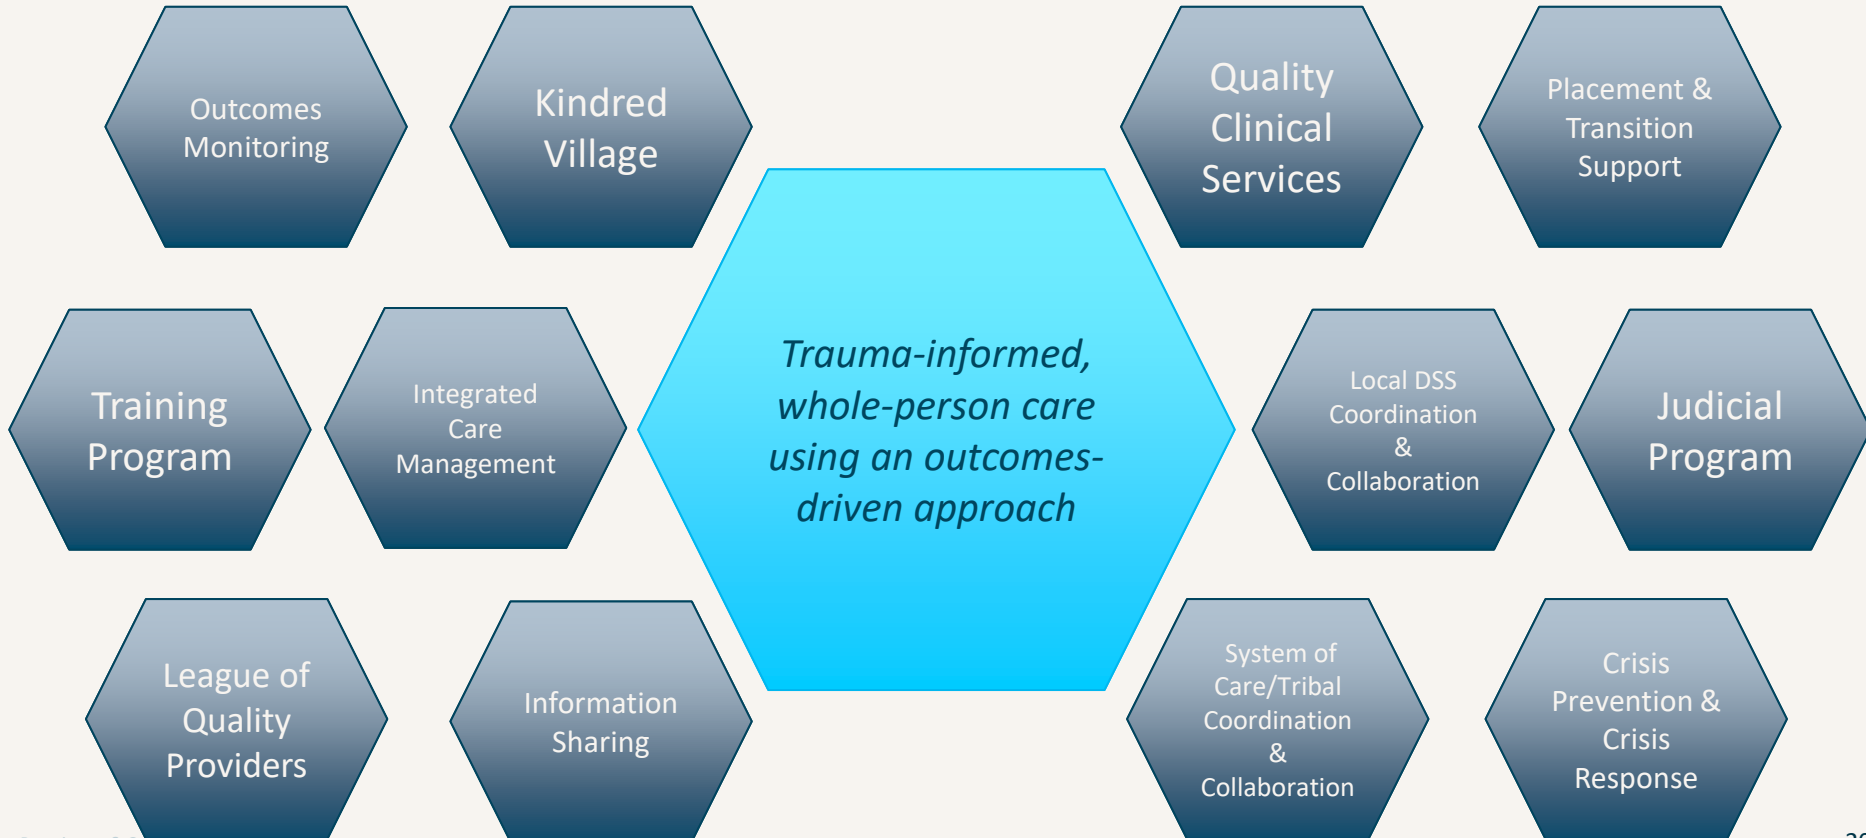 Outcomes
Monitoring
Kindred
Village
Quality
Clinical
Services
Placement &
Transition
Support
Training
Program
Integrated
Care
Management
Trauma-informed,
whole-person care
using an outcomes-
driven approach
Local DSS
Coordination
&
Collaboration
Judicial
Program
League of
Quality
Providers
Information
Sharing
System of
Care/Tribal
Coordination
&
Collaboration
Crisis
Prevention &
Crisis
Response